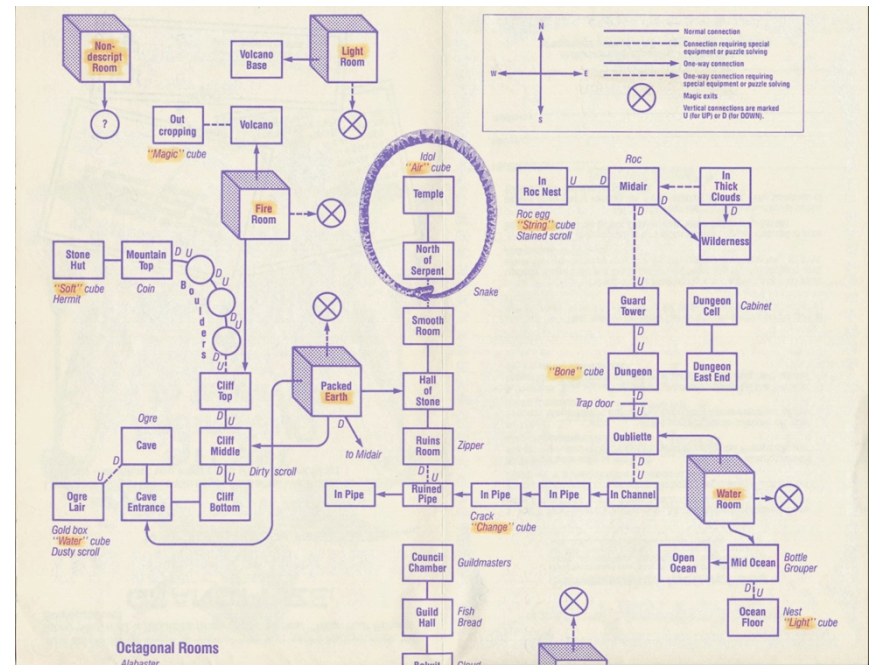 Non-
descript
Room
?
Volcano
Base
Light
Room
N
W
E
S
Normal connection
Connection requiring special
equipment or puzzle solving
One-way connection
One-way connection requiring
special equipment or puzzle solving
Magic exits
Vertical connections are marked
U (for UP) or D (for DOWN).
Out
cropping
"Magic" cube
Volcano
Fire
Room
Idol
"Air" cube
Temple
North
of
Serpent
Snake
Smooth
Room
Hall
of
Stone
Ruins
Room
Zipper
D
U
Ruined
Pipe
Roc
In
Roc Nest
U
D
Midair
In
Thick
Clouds
D
D
D
Wilderness
Roc egg
"String" cube
Stained scroll
U
Guard
Tower
D
U
Dungeon
Cell
Cabinet
"Bone" cube
Dungeon
Dungeon
East End
Trap door
D
U
Oubliette
D
U
In Channel
In Pipe
In Pipe
In Pipe
Crack
"Change" cube
Stone
Hut
Mountain
Top
D
U
"Soft" cube
Hermit
Coin
Boulders
D
U
D
U
D
U
Cliff
Top
D
U
Cliff
Middle
Dirty scroll
D
U
Cliff
Bottom
Packed
Earth
D
to Midair
Ogre
Cave
D
U
Ogre
Lair
Cave
Entrance
Gold box
"Water" cube
Dusty scroll
Water
Room
Open
Ocean
Mid Ocean
Bottle
Grouper
D
U
Ocean
Floor
Nest
"Light" cube
Council
Chamber
Guildmasters
Guild
Hall
Fish
Bread
Octagonal Rooms
Alabaster
Cloud